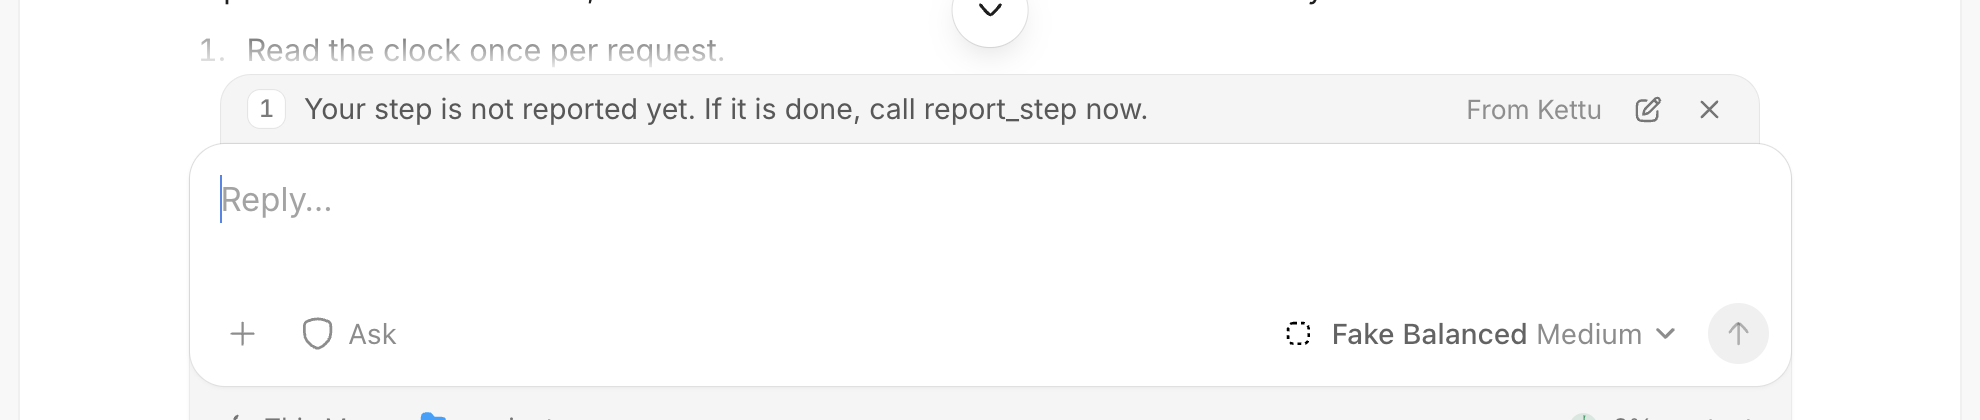 1. Read the clock once per request.
1 Your step is not reported yet. If it is done, call report_step now. From Kettu
Reply...
Ask Fake Balanced Medium